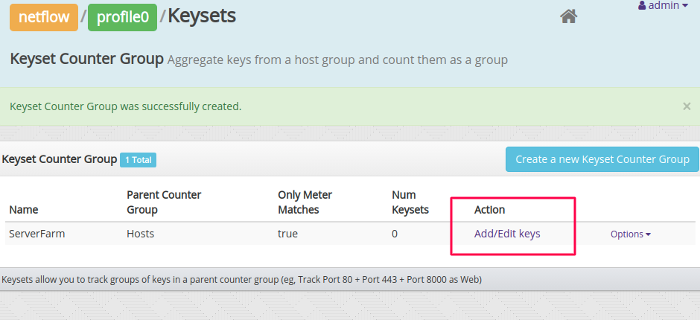 netflow / profile0 / Keysets
admin
Keyset Counter Group Aggregate keys from a host group and count them as a group
Keyset Counter Group was successfully created.
×
Keyset Counter Group 1 Total
Create a new Keyset Counter Group
Name Parent Counter Group Only Meter Matches Num Keysets Action
ServerFarm Hosts true 0 Add/Edit keys Options
Keysets allow you to track groups of keys in a parent counter group (eg, Track Port 80 + Port 443 + Port 8000 as Web)